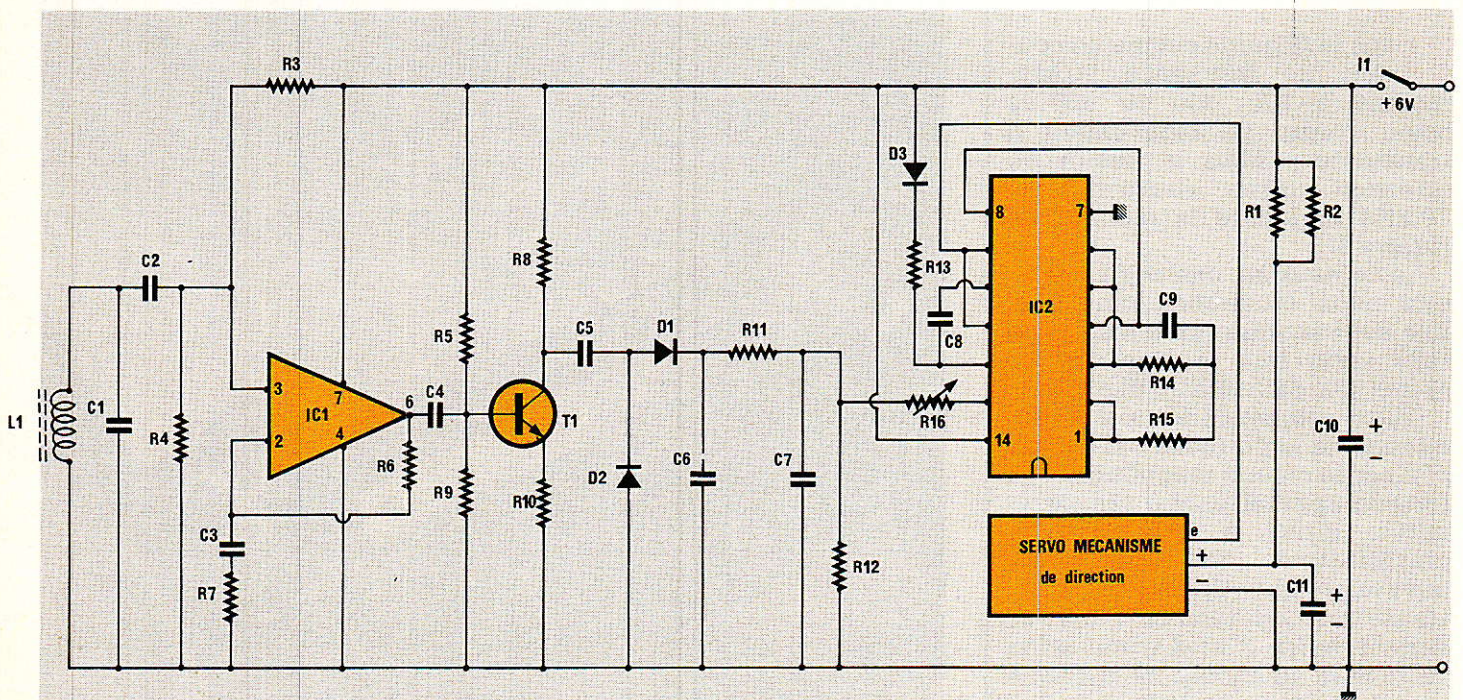 R3
I1
+ 6V
C2
D3
8
7
R1
R2
R8
R13
IC2
C9
C5
D1
R11
C8
R5
R14
3
7
IC1
6
C4
L1
C1
R4
2
4
T1
R16
1
14
R15
C10
+
-
R6
D2
C6
C7
R9
R10
C3
SERVO MECANISME
de direction
e
+
-
R12
R7
C11
+
-